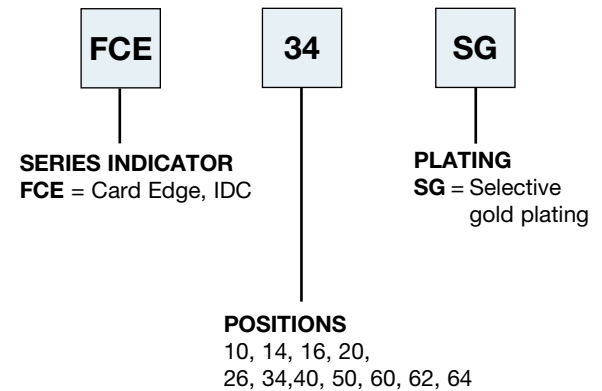 FCE 34 SG
SERIES INDICATOR
FCE = Card Edge, IDC
PLATING
SG = Selective
gold plating
POSITIONS
10, 14, 16, 20,
26, 34,40, 50, 60, 62, 64